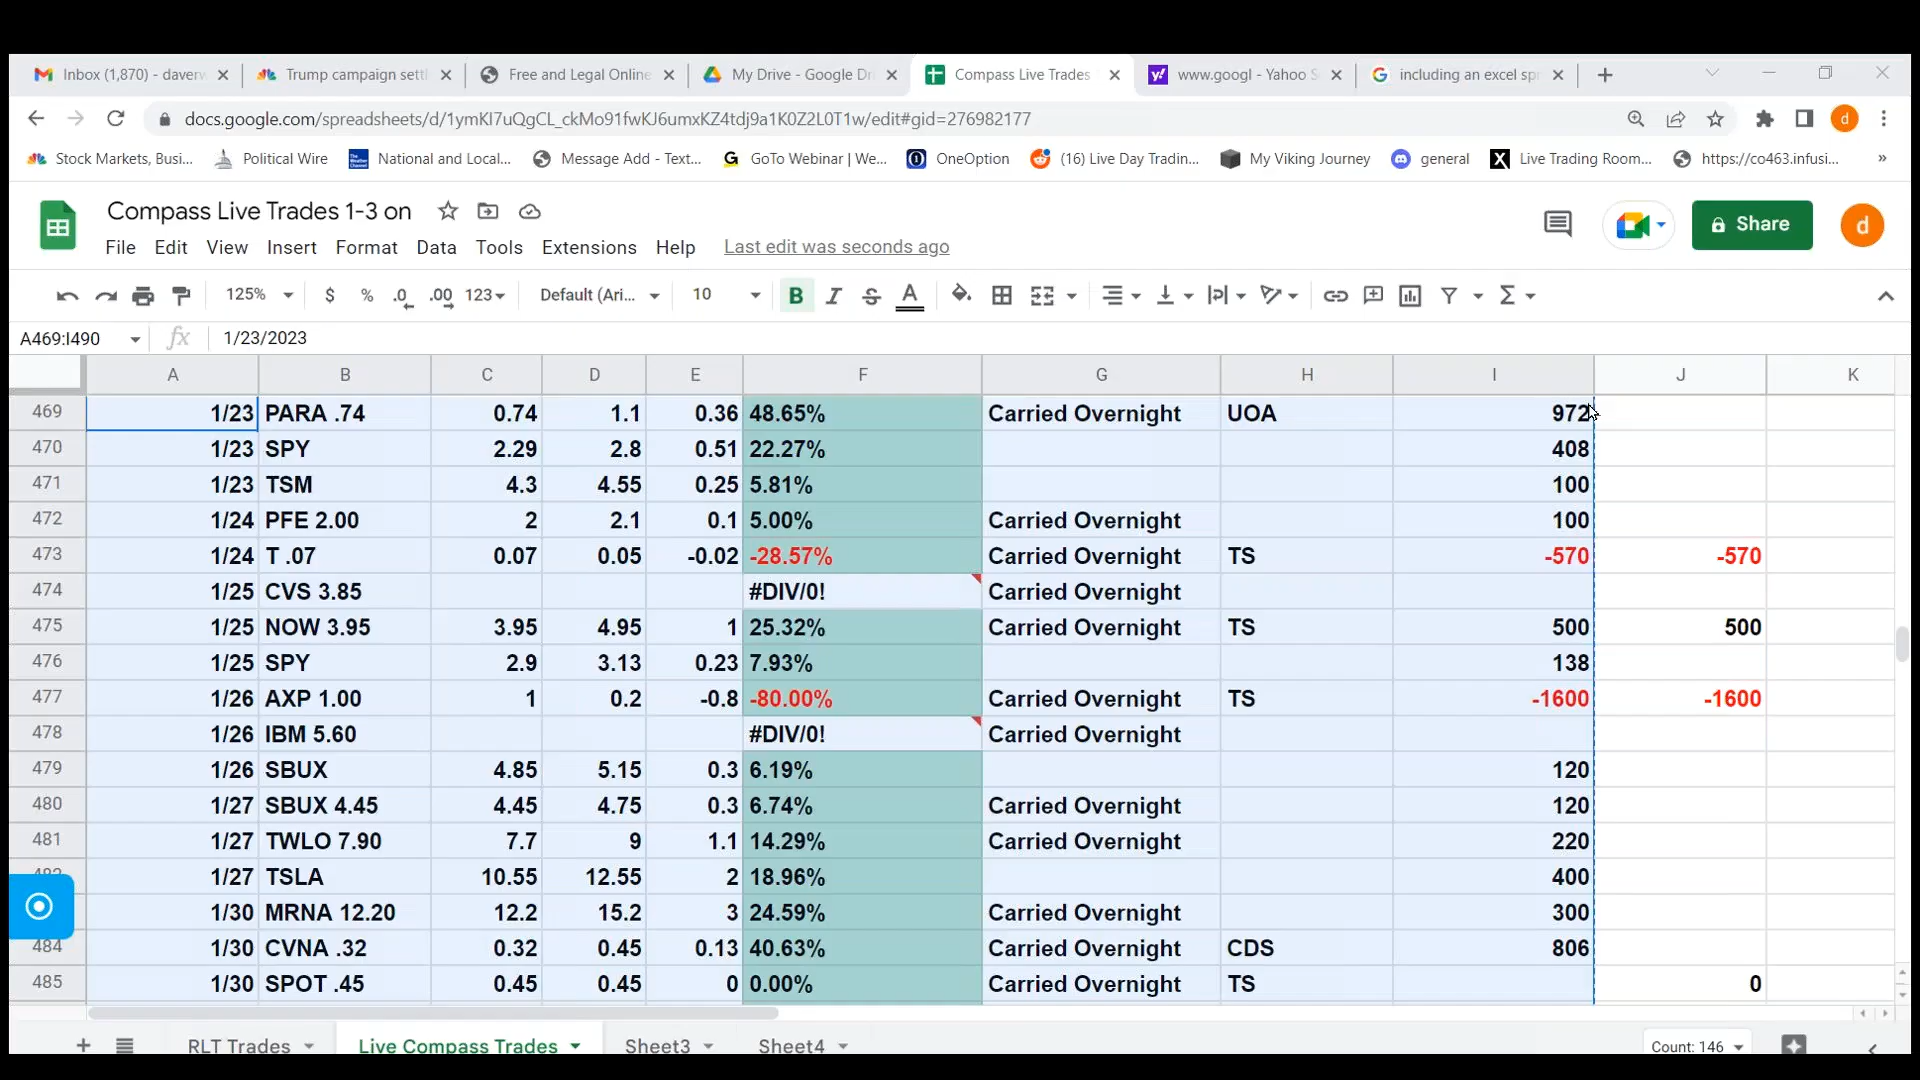 Inbox (1,870) - daverw Trump campaign settl Free and Legal Online My Drive - Google Dr Compass Live Trades www.googl - Yahoo S including an excel spr
docs.google.com/spreadsheets/d/1ymKl7uQgCL_ckMo91fwKJ6umxKZ4tdj9a1K0Z2L0T1w/edit#gid=276982177 d
Stock Markets, Busi... Political Wire National and Local... Message Add - Text... GoTo Webinar | We... OneOption (16) Live Day Tradin... My Viking Journey general Live Trading Room... https://co463.infusi... »
Compass Live Trades 1-3 on Share d
File Edit View Insert Format Data Tools Extensions Help Last edit was seconds ago
125% $ % .0 .00 123 Default (Ari... 10 B I S A Σ
A469:I490 fx 1/23/2023
A B C D E F G H I J K
469 1/23 PARA .74 0.74 1.1 0.36 48.65% Carried Overnight UOA 972
470 1/23 SPY 2.29 2.8 0.51 22.27% 408
471 1/23 TSM 4.3 4.55 0.25 5.81% 100
472 1/24 PFE 2.00 2 2.1 0.1 5.00% Carried Overnight 100
473 1/24 T .07 0.07 0.05 -0.02 -28.57% Carried Overnight TS -570 -570
474 1/25 CVS 3.85 #DIV/0! Carried Overnight
475 1/25 NOW 3.95 3.95 4.95 1 25.32% Carried Overnight TS 500 500
476 1/25 SPY 2.9 3.13 0.23 7.93% 138
477 1/26 AXP 1.00 1 0.2 -0.8 -80.00% Carried Overnight TS -1600 -1600
478 1/26 IBM 5.60 #DIV/0! Carried Overnight
479 1/26 SBUX 4.85 5.15 0.3 6.19% 120
480 1/27 SBUX 4.45 4.45 4.75 0.3 6.74% Carried Overnight 120
481 1/27 TWLO 7.90 7.7 9 1.1 14.29% Carried Overnight 220
1/27 TSLA 10.55 12.55 2 18.96% 400
1/30 MRNA 12.20 12.2 15.2 3 24.59% Carried Overnight 300
484 1/30 CVNA .32 0.32 0.45 0.13 40.63% Carried Overnight CDS 806
485 1/30 SPOT .45 0.45 0.45 0 0.00% Carried Overnight TS 0
RLT Trades Live Compass Trades Sheet3 Sheet4 Count: 146